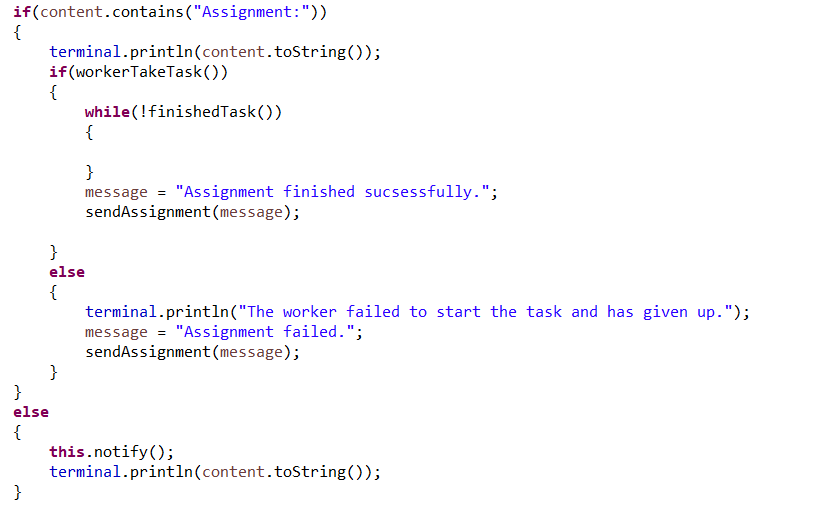 if(content.contains("Assignment:"))
{
    terminal.println(content.toString());
    if(workerTakeTask())
    {
        while(!finishedTask())
        {

        }
        message = "Assignment finished sucsessfully.";
        sendAssignment(message);

    }
    else
    {
        terminal.println("The worker failed to start the task and has given up.");
        message = "Assignment failed.";
        sendAssignment(message);
    }
}
else
{
    this.notify();
    terminal.println(content.toString());
}